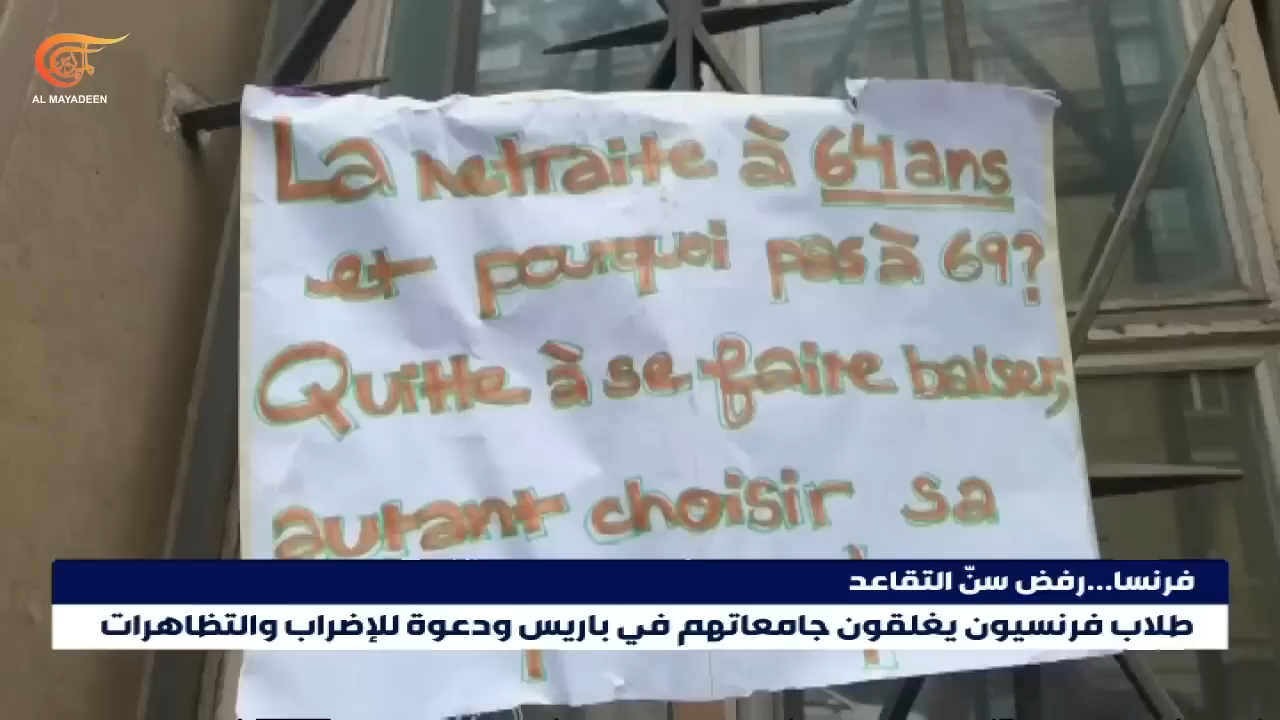 AL MAYADEEN
La retraite à 64 ans
et pourquoi pas à 69?
Quitte à se faire baiser,
autant choisir sa
فرنسا...رفض سنّ التقاعد
طلاب فرنسيون يغلقون جامعاتهم في باريس ودعوة للإضراب والتظاهرات